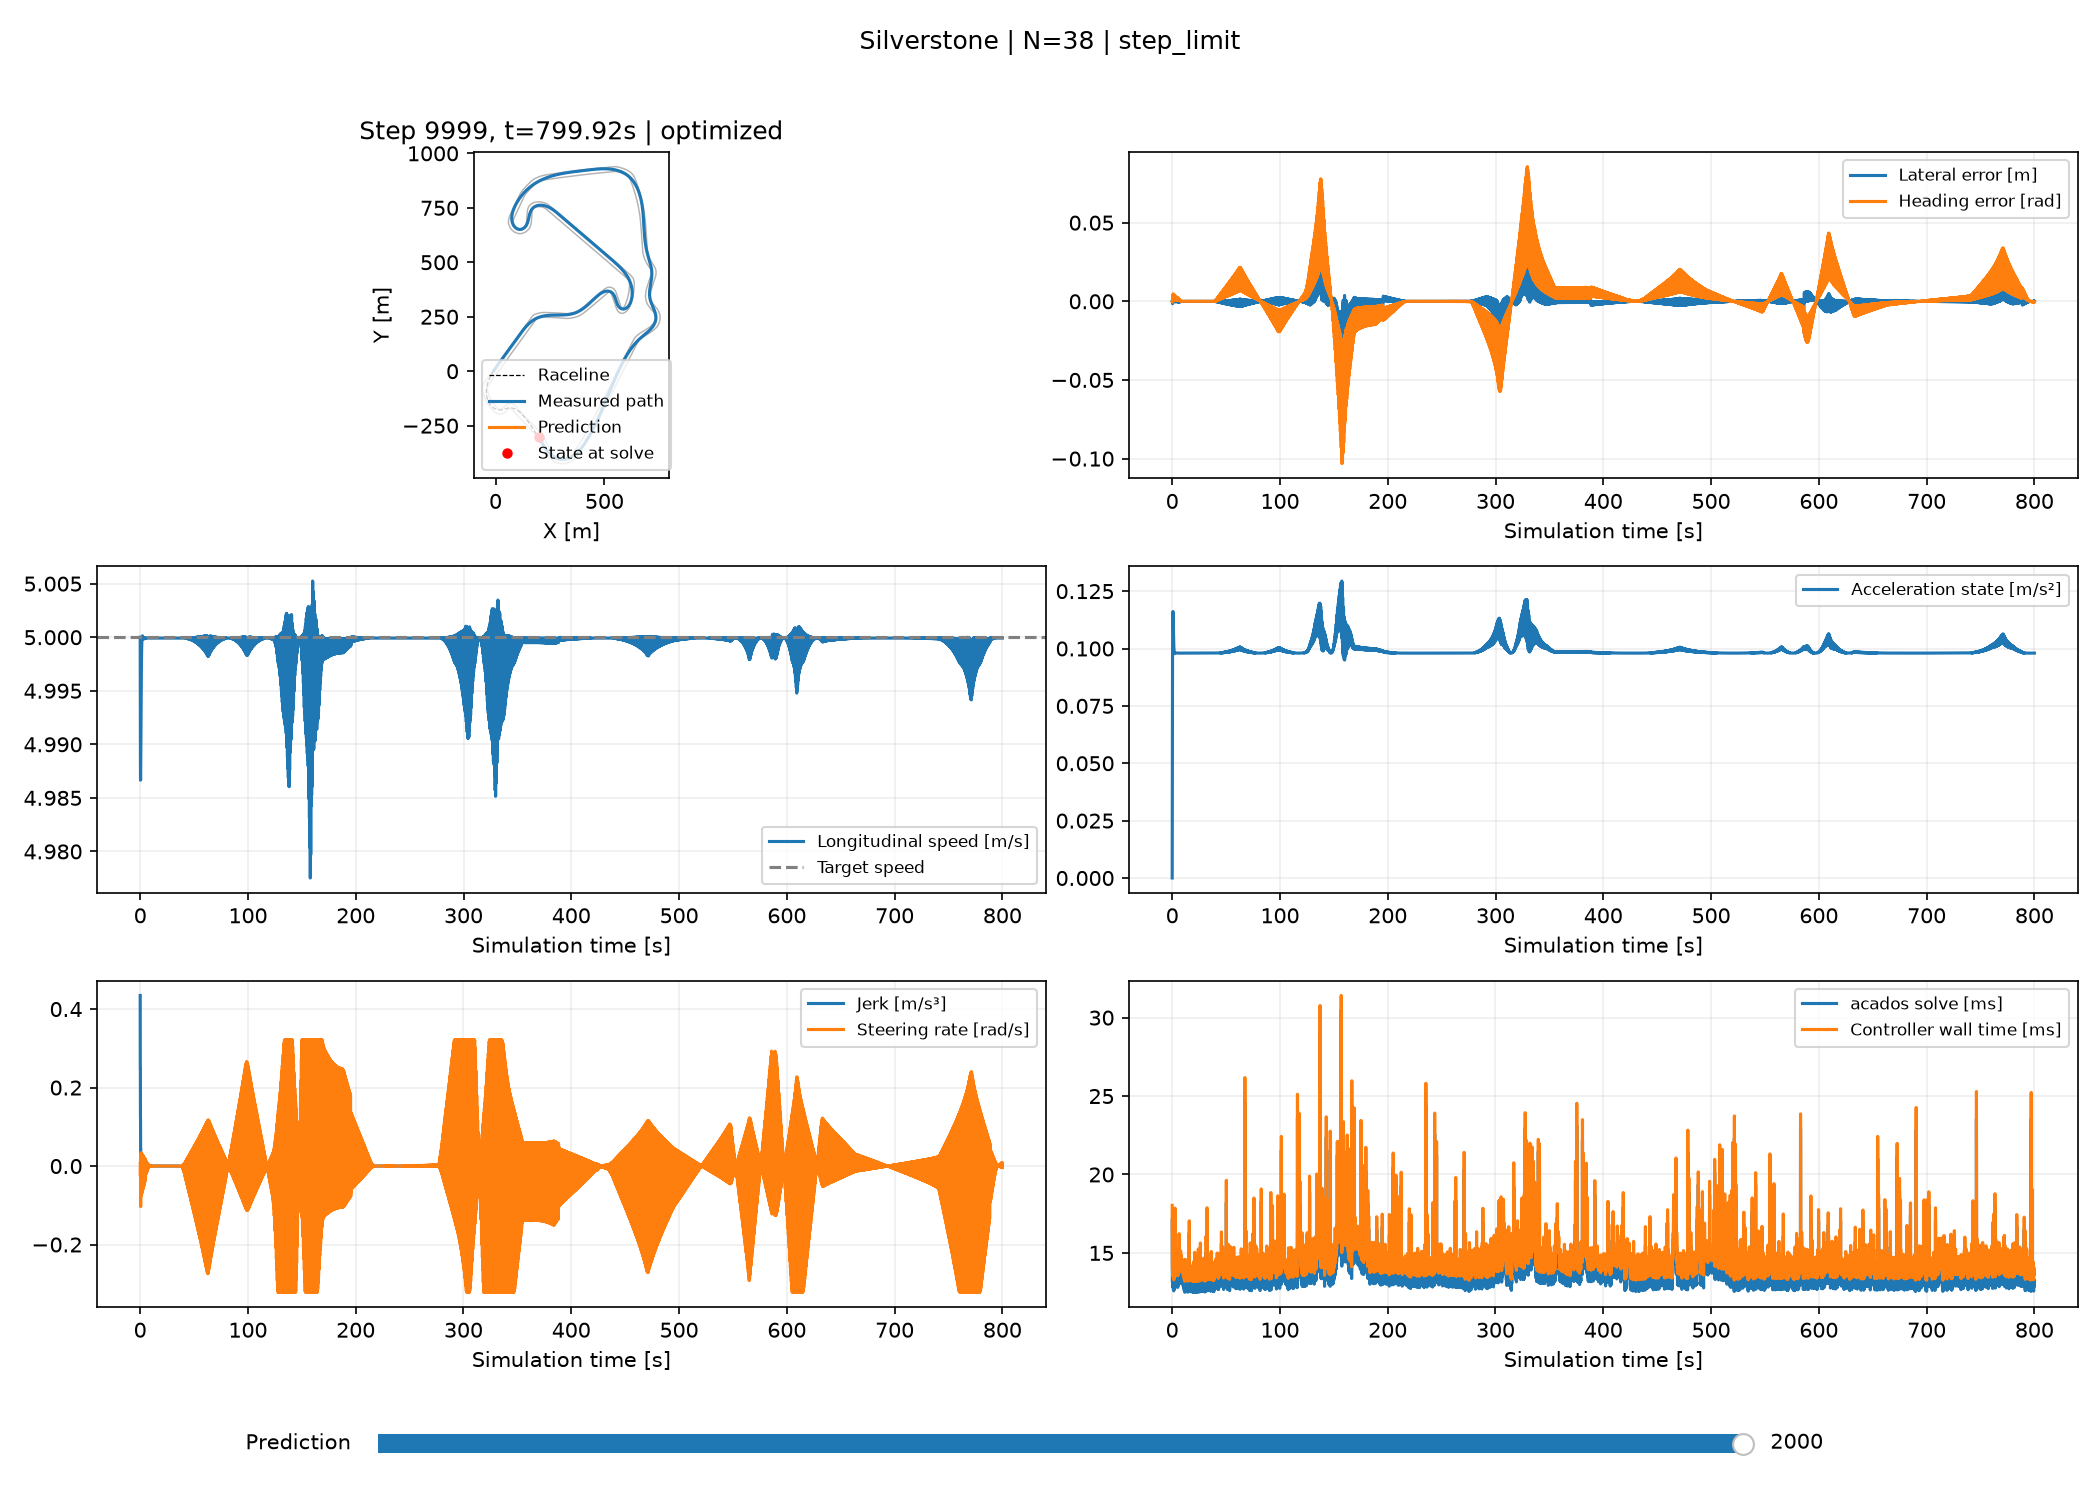 Silverstone | N=38 | step_limit
Step 9999, t=799.92s | optimized
1000
750
500
250
0
−250
Y [m]
0 500
X [m]
Raceline
Measured path
Prediction
State at solve
0.05
0.00
−0.05
−0.10
Lateral error [m]
Heading error [rad]
0 100 200 300 400 500 600 700 800
Simulation time [s]
5.005
5.000
4.995
4.990
4.985
4.980
Longitudinal speed [m/s]
Target speed
0 100 200 300 400 500 600 700 800
Simulation time [s]
0.125
0.100
0.075
0.050
0.025
0.000
Acceleration state [m/s²]
0 100 200 300 400 500 600 700 800
Simulation time [s]
0.4
0.2
0.0
−0.2
Jerk [m/s³]
Steering rate [rad/s]
0 100 200 300 400 500 600 700 800
Simulation time [s]
30
25
20
15
acados solve [ms]
Controller wall time [ms]
0 100 200 300 400 500 600 700 800
Simulation time [s]
Prediction 2000